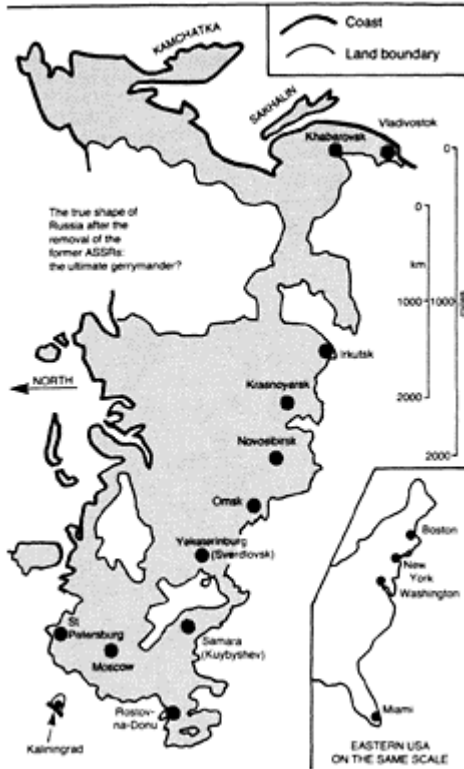 Coast
Land boundary
KAMCHATKA
SAKHALIN
Vladivostok
Khabarovsk
0
0
The true shape of
Russia after the
removal of the
former ASSRs:
the ultimate gerrymander?
km
1000
1000
Irkutsk
NORTH
Krasnoyarsk
2000
Novosibirsk
2000
Omsk
Boston
New
York
Washington
Yekaterinburg
(Sverdlovsk)
St
Petersburg
Moscow
Samara
(Kuybyshev)
Rostov-
na-Donu
Miami
Kaliningrad
EASTERN USA
ON THE SAME SCALE